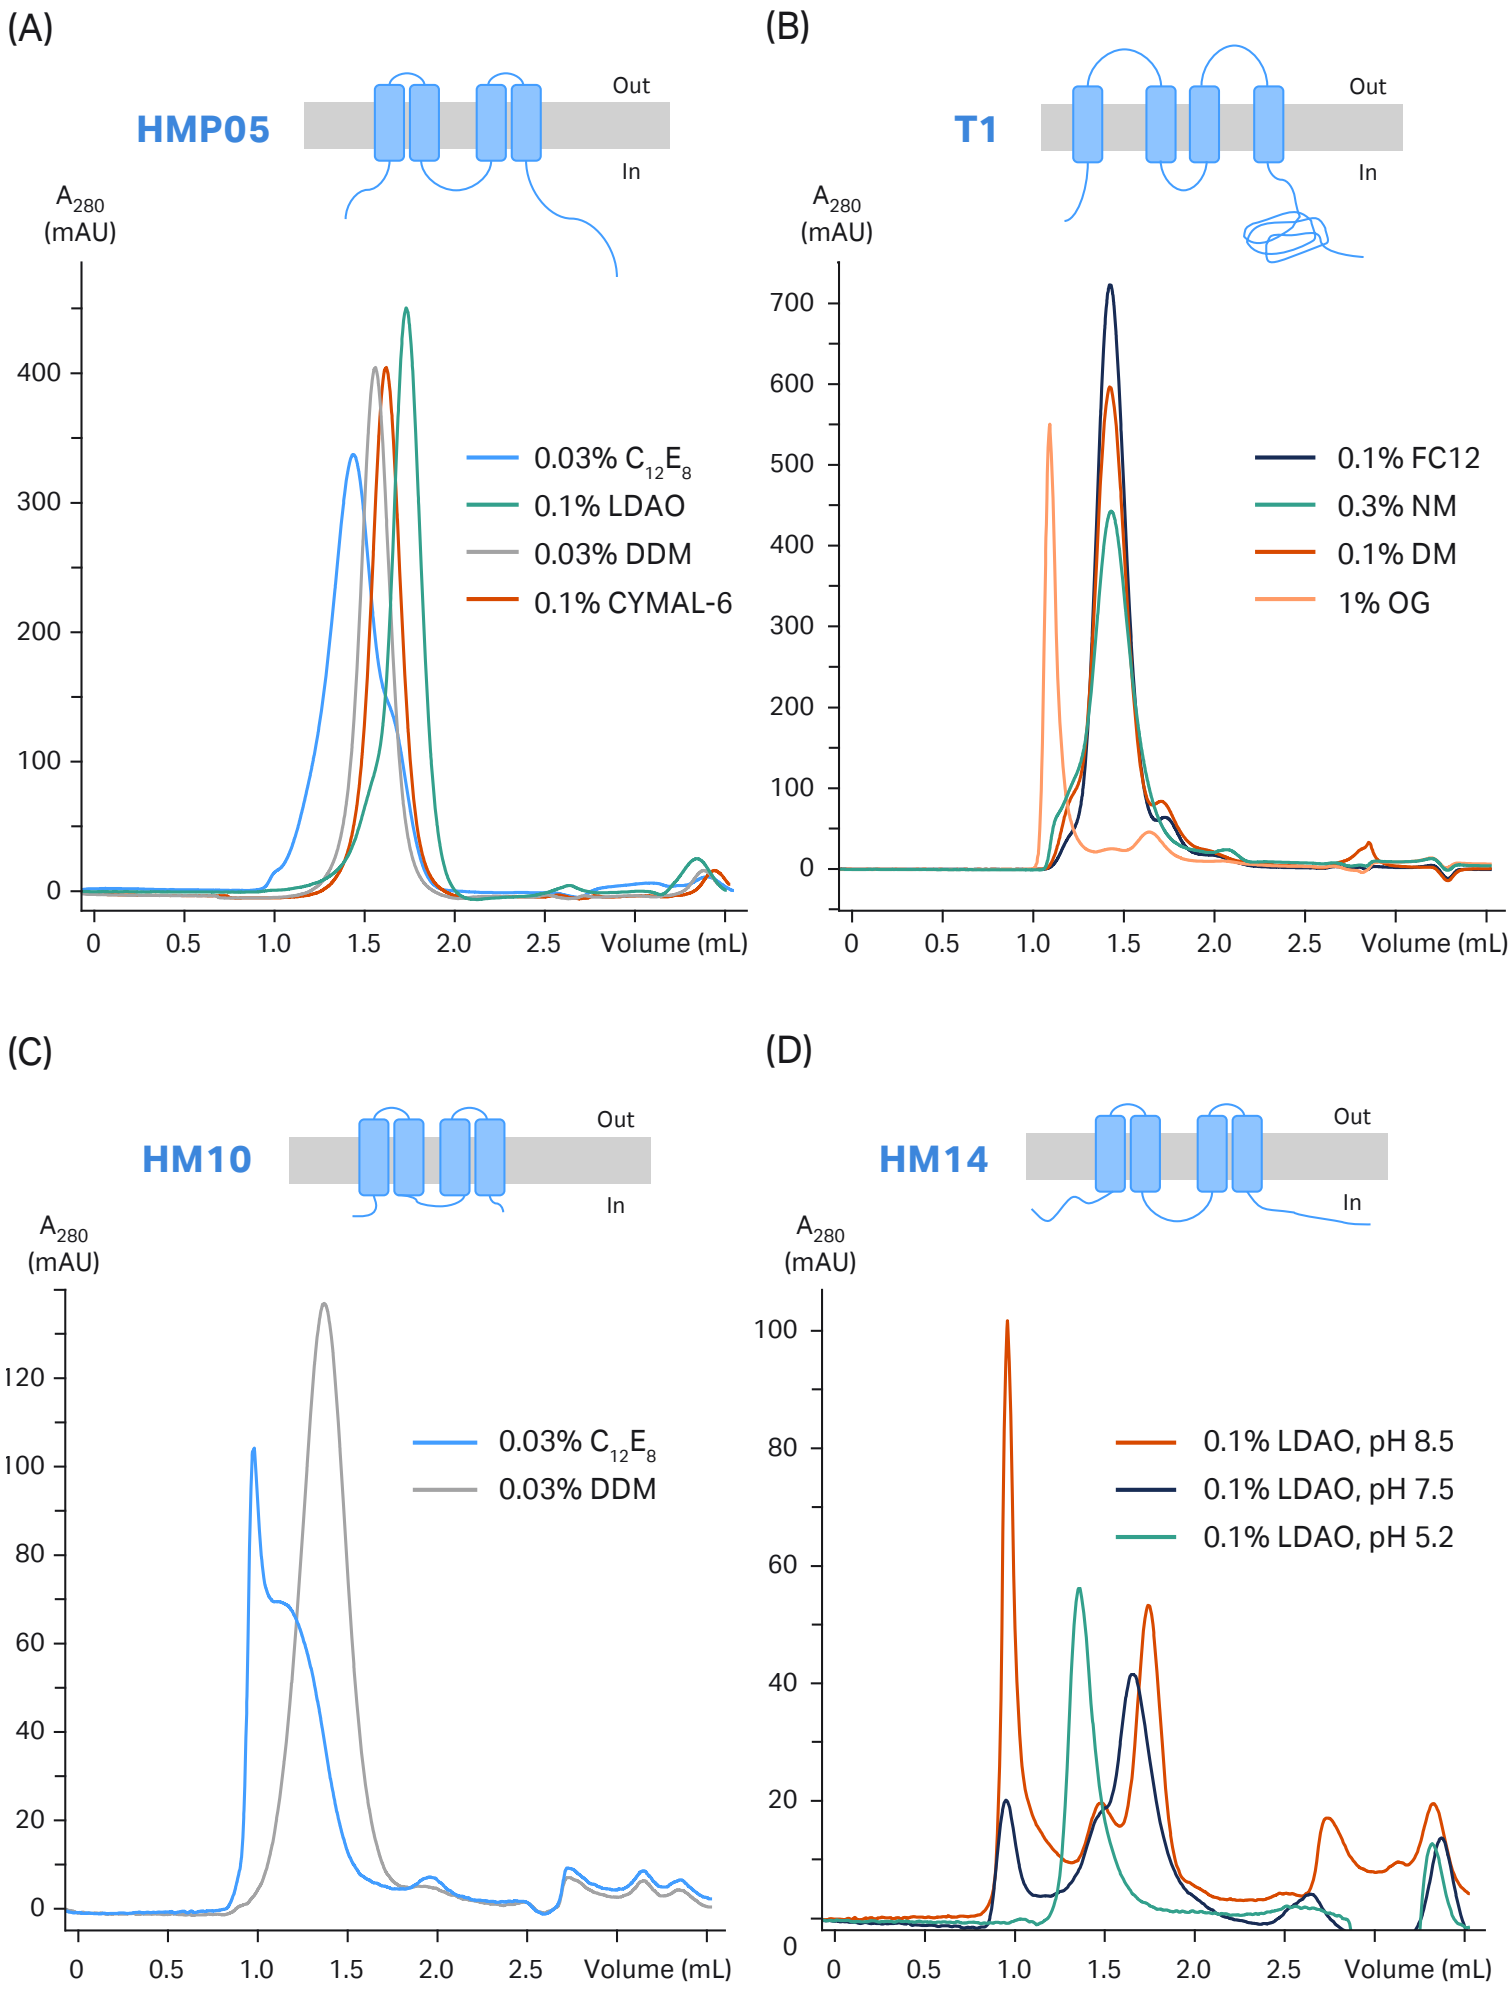 (A)
HMP05
Out
In
A280
(mAU)
400
300
200
100
0
0.03% C12E8
0.1% LDAO
0.03% DDM
0.1% CYMAL-6
0 0.5 1.0 1.5 2.0 2.5 Volume (mL)
(B)
T1
Out
In
A280
(mAU)
700
600
500
400
300
200
100
0
0.1% FC12
0.3% NM
0.1% DM
1% OG
0 0.5 1.0 1.5 2.0 2.5 Volume (mL)
(C)
HM10
Out
In
A280
(mAU)
120
100
80
60
40
20
0
0.03% C12E8
0.03% DDM
0 0.5 1.0 1.5 2.0 2.5 Volume (mL)
(D)
HM14
Out
In
A280
(mAU)
100
80
60
40
20
0
0.1% LDAO, pH 8.5
0.1% LDAO, pH 7.5
0.1% LDAO, pH 5.2
0 0.5 1.0 1.5 2.0 2.5 Volume (mL)